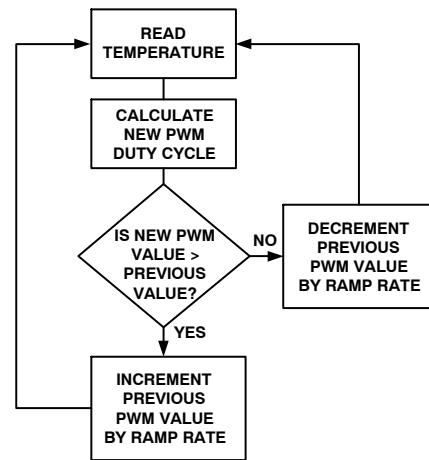 READ
TEMPERATURE
CALCULATE
NEW PWM
DUTY CYCLE
IS NEW PWM
VALUE >
PREVIOUS
VALUE?
NO
DECREMENT
PREVIOUS
PWM VALUE
BY RAMP RATE
YES
INCREMENT
PREVIOUS
PWM VALUE
BY RAMP RATE